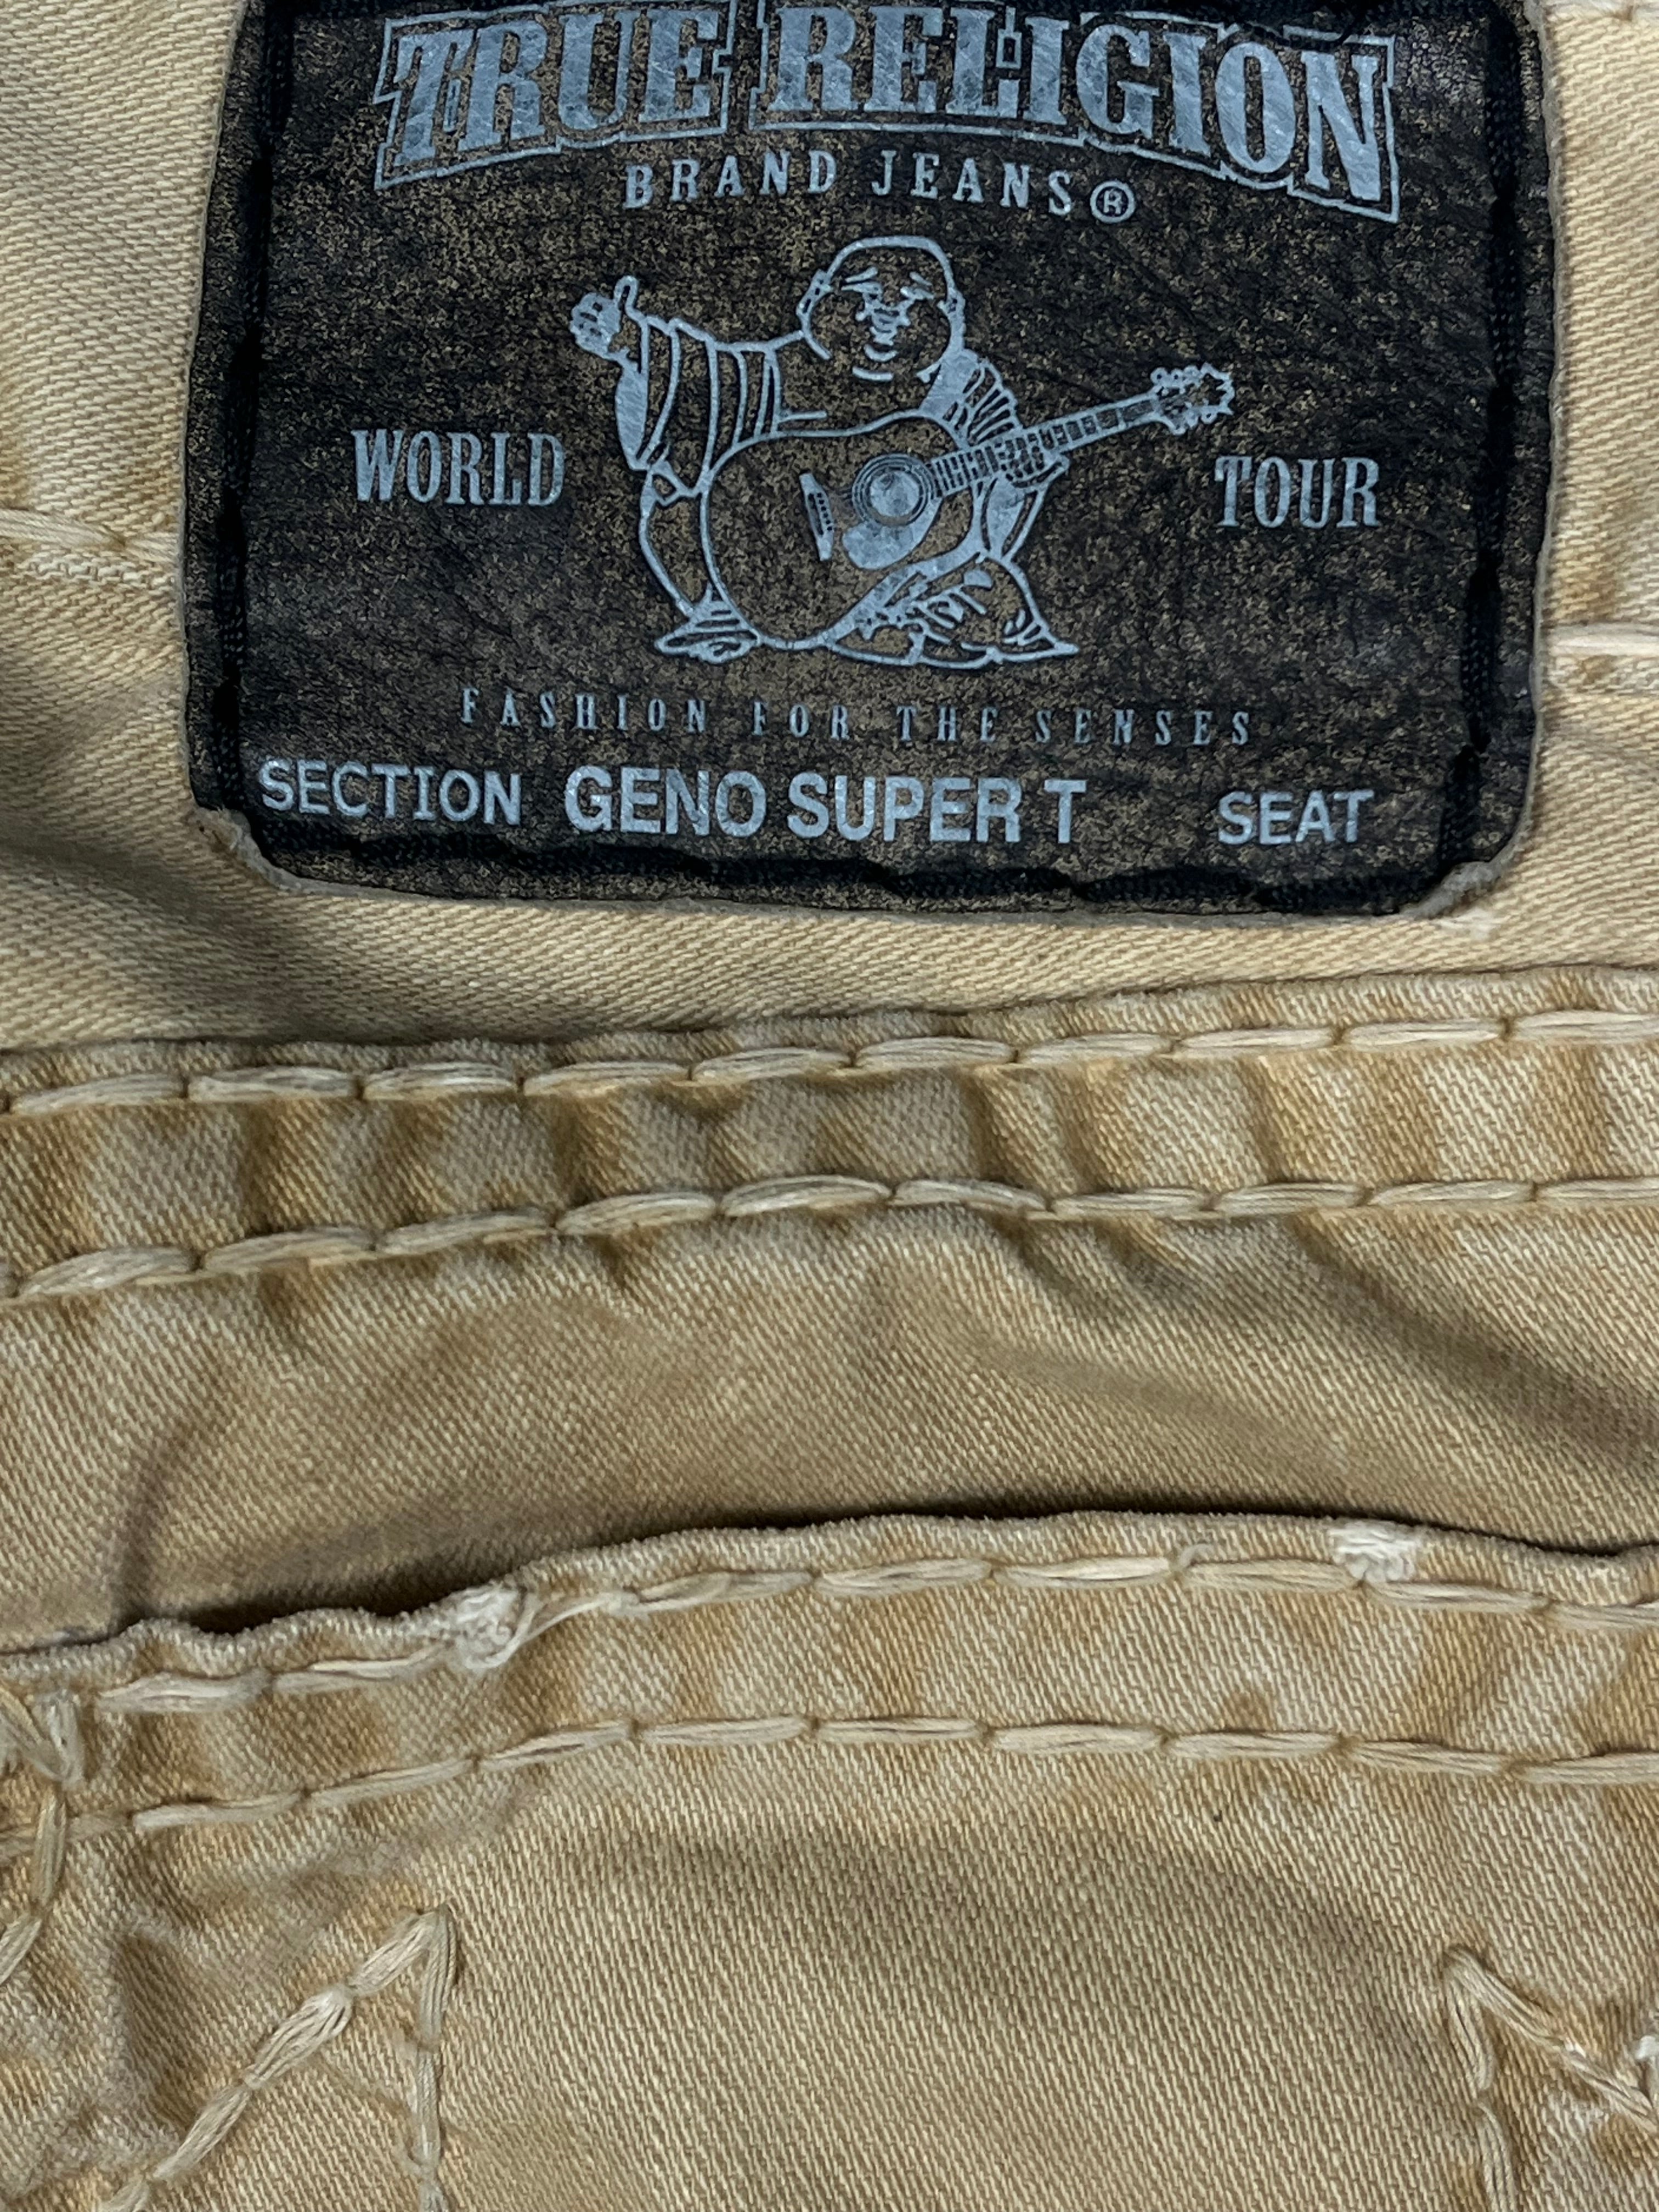 TRUE RELIGION
BRAND JEANS®
WORLD TOUR
FASHION FOR THE SENSES
SECTION GENO SUPER T SEAT